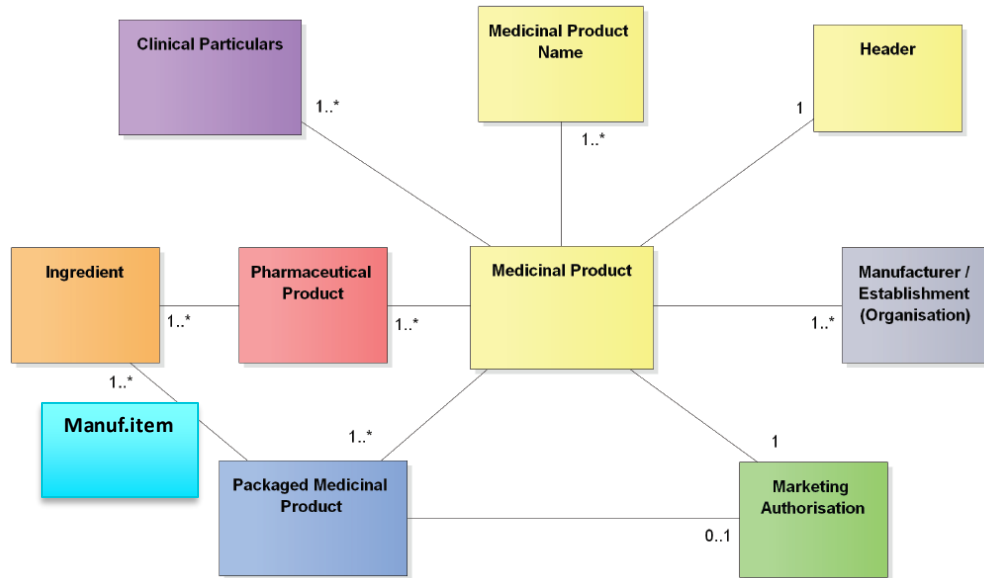 Clinical Particulars
Medicinal Product
Name
Header
1..*
1..*
1
Ingredient
Pharmaceutical
Product
Medicinal Product
Manufacturer /
Establishment
(Organisation)
1..*
1..*
1..*
1..*
Manuf.item
1..*
1
Packaged Medicinal
Product
Marketing
Authorisation
0..1